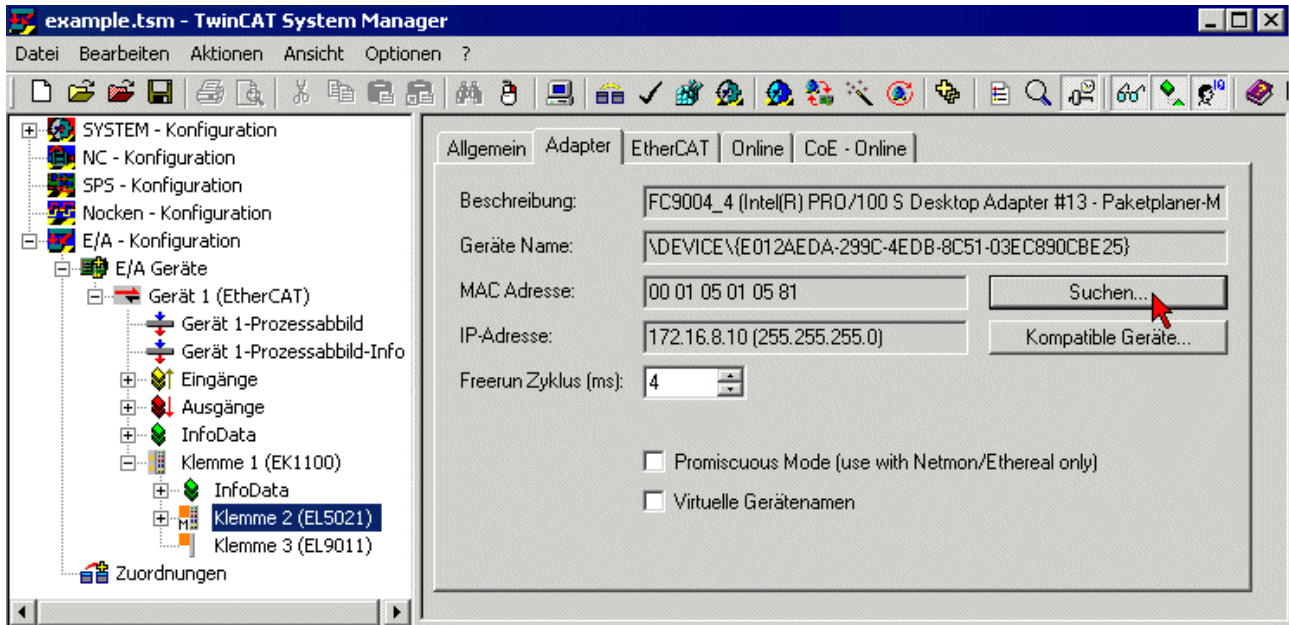 example.tsm - TwinCAT System Manager
Datei Bearbeiten Aktionen Ansicht Optionen ?
SYSTEM - Konfiguration
NC - Konfiguration
SPS - Konfiguration
Nocken - Konfiguration
E/A - Konfiguration
E/A Geräte
Gerät 1 (EtherCAT)
Gerät 1-Prozessabbild
Gerät 1-Prozessabbild-Info
Eingänge
Ausgänge
InfoData
Klemme 1 (EK1100)
InfoData
Klemme 2 (EL5021)
Klemme 3 (EL9011)
Zuordnungen
Allgemein Adapter EtherCAT Online CoE - Online
Beschreibung: FC9004_4 (Intel(R) PRO/100 S Desktop Adapter #13 - Paketplaner-M
Geräte Name: \DEVICE\{E012AEDA-299C-4EDB-8C51-03EC890CBE25}
MAC Adresse: 00 01 05 01 05 81 Suchen...
IP-Adresse: 172.16.8.10 (255.255.255.0) Kompatible Geräte...
Freerun Zyklus (ms): 4
Promiscuous Mode (use with Netmon/Ethereal only)
Virtuelle Gerätenamen